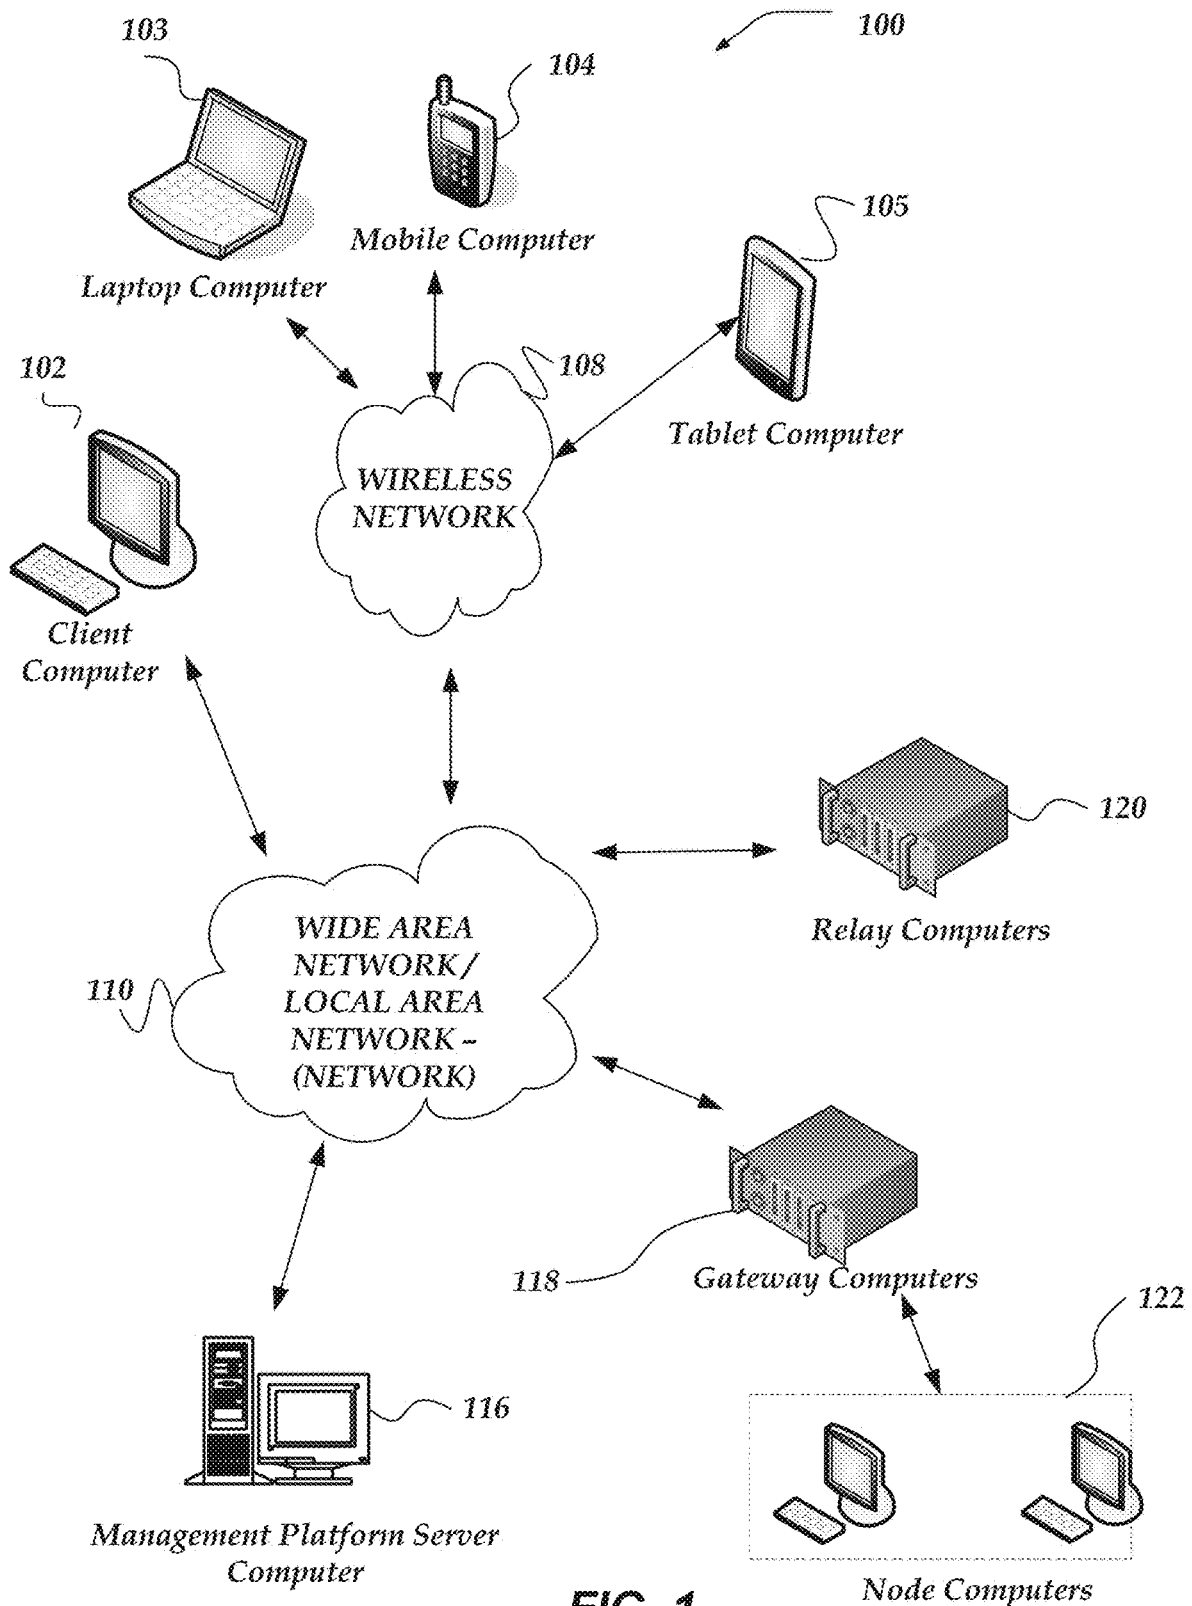 103
100
104
105
Mobile Computer
Laptop Computer
102
108
Tablet Computer
WIRELESS
NETWORK
Client
Computer
120
WIDE AREA
NETWORK /
LOCAL AREA
NETWORK –
(NETWORK)
Relay Computers
110
118
Gateway Computers
122
116
Management Platform Server
Computer
Node Computers
FIG. 1